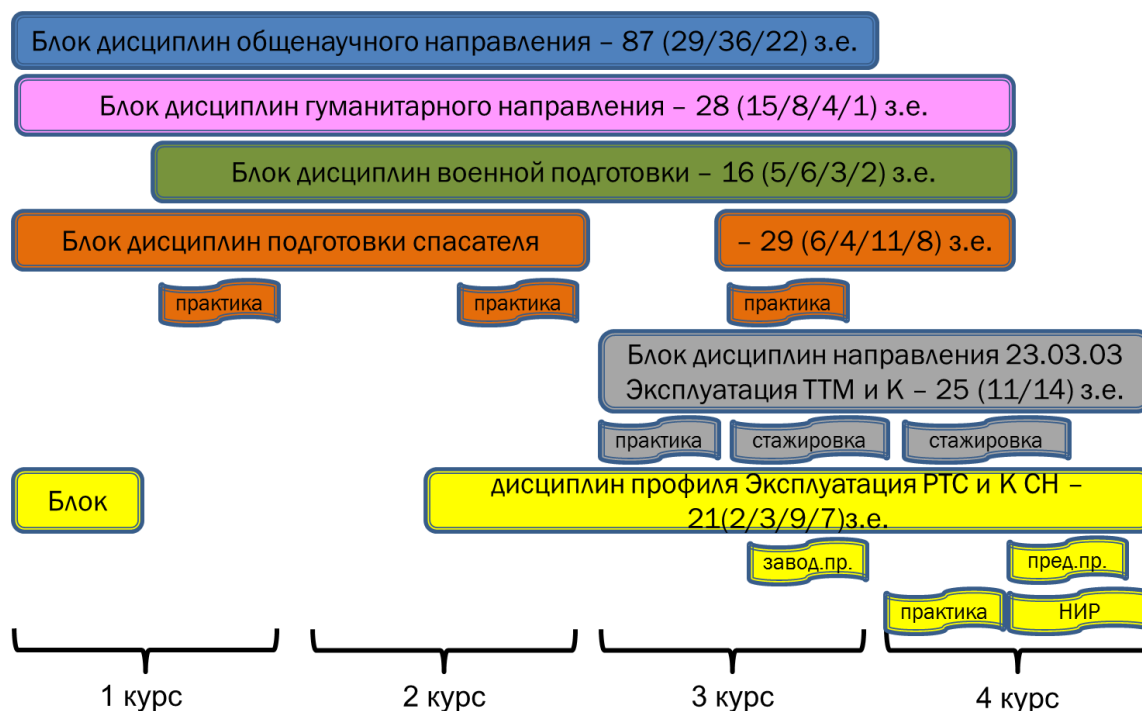 Блок дисциплин общенаучного направления – 87 (29/36/22) з.е.
Блок дисциплин гуманитарного направления – 28 (15/8/4/1) з.е.
Блок дисциплин военной подготовки – 16 (5/6/3/2) з.е.
Блок дисциплин подготовки спасателя
– 29 (6/4/11/8) з.е.
практика
практика
практика
Блок дисциплин направления 23.03.03
Эксплуатация ТТМ и К – 25 (11/14) з.е.
практика
стажировка
стажировка
Блок
дисциплин профиля Эксплуатация РТС и К СН –
21(2/3/9/7)з.е.
завод.пр.
пред.пр.
практика
НИР
1 курс
2 курс
3 курс
4 курс